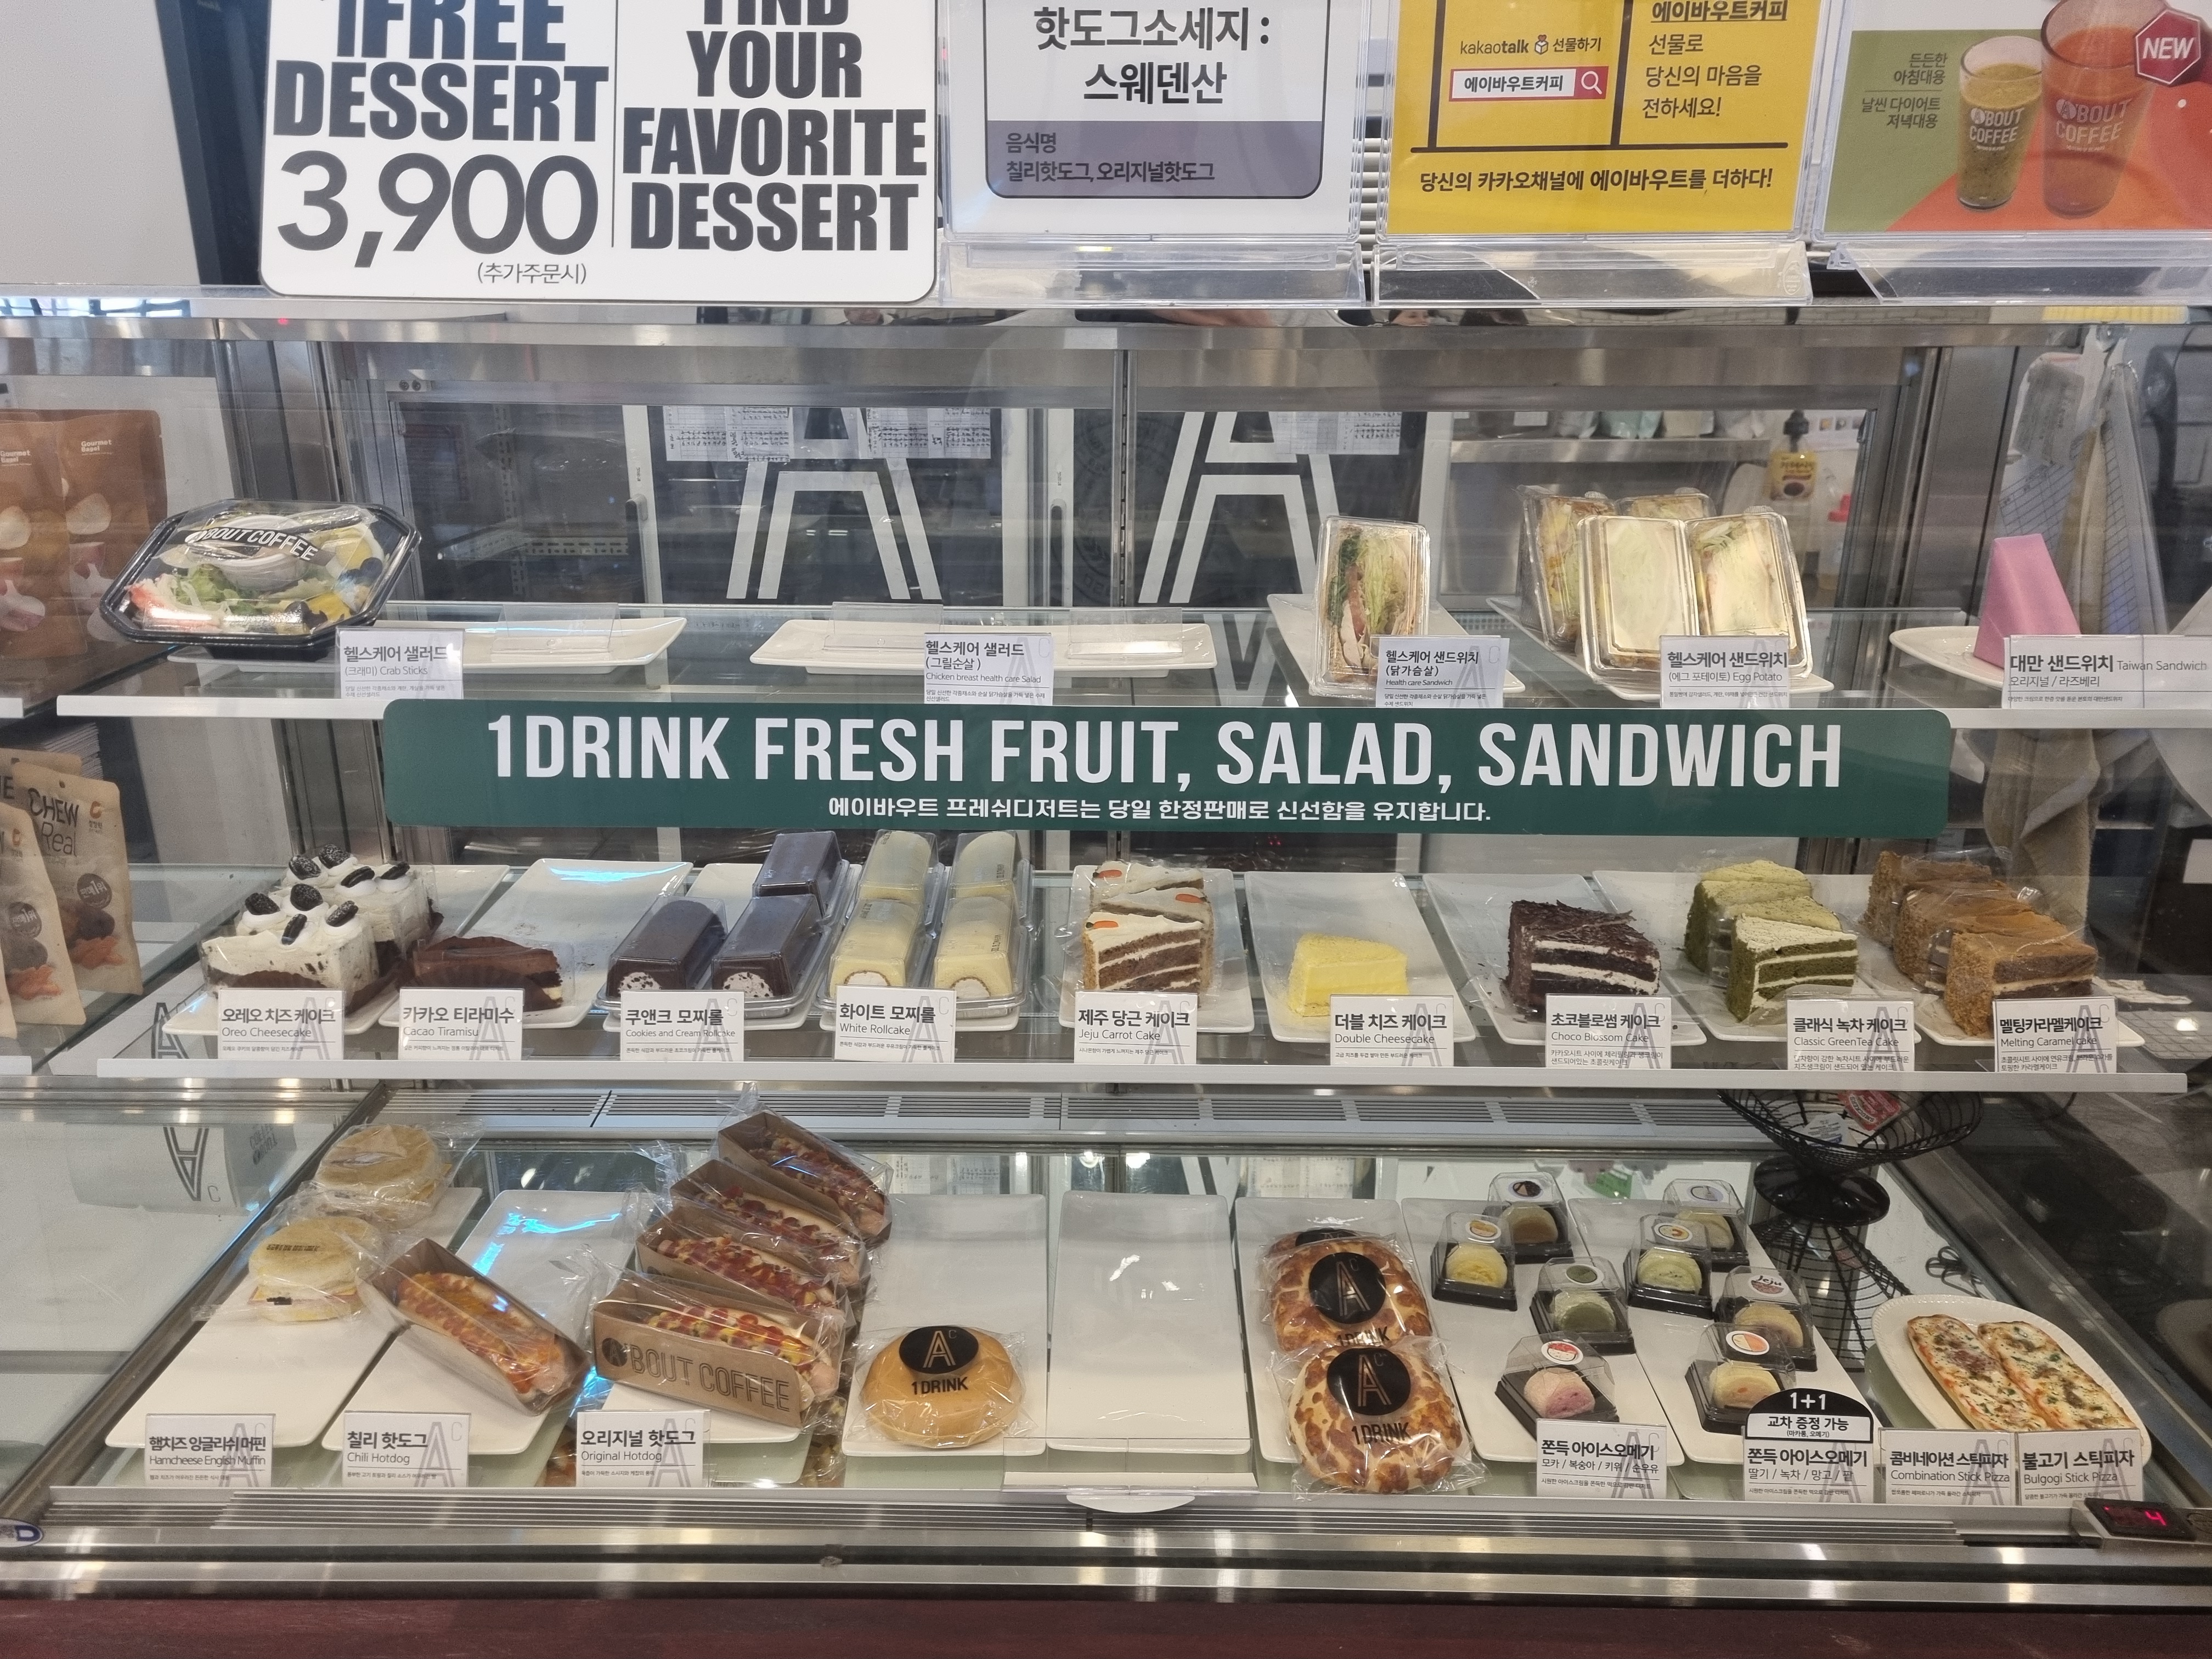 1FREE
DESSERT
3,900
(추가주문시)
FIND
YOUR
FAVORITE
DESSERT
핫도그소세지 :
스웨덴산
음식명
칠리핫도그, 오리지널핫도그
kakaotalk 선물하기
에이바우트커피
에이바우트커피
선물로
당신의 마음을
전하세요!
당신의 카카오채널에 에이바우트를 더하다!
든든한
아침대용
날씬 다이어트
저녁대용
ABOUT
COFFEE
ABOUT
COFFEE
NEW
Gourmet
Gourmet
ABOUT COFFEE
헬스케어 샐러드
(크래미) Crab Sticks
헬스케어 샐러드
(그릴순살)
Chicken breast health care Salad
헬스케어 샌드위치
(닭가슴살)
Health care Sandwich
헬스케어 샌드위치
(에그 포테이토) Egg Potato
대만 샌드위치 Taiwan Sandwich
오리지널 / 라즈베리
1DRINK FRESH FRUIT, SALAD, SANDWICH
에이바우트 프레쉬디저트는 당일 한정판매로 신선함을 유지합니다.
CHEW
Real
오레오 치즈 케이크
Oreo Cheesecake
카카오 티라미수
Cacao Tiramisu
쿠앤크 모찌롤
Cookies and Cream Rollcake
화이트 모찌롤
White Rollcake
제주 당근 케이크
Jeju Carrot Cake
더블 치즈 케이크
Double Cheesecake
초코블로썸 케이크
Choco Blossom Cake
클래식 녹차 케이크
Classic GreenTea Cake
멜팅카라멜케이크
Melting Caramel cake
ABOUT COFFEE
A
1DRINK
A
1DRINK
A
1DRINK
Jeju
햄치즈 잉글리쉬 머핀
Hamcheese English Muffin
칠리 핫도그
Chili Hotdog
오리지널 핫도그
Original Hotdog
쫀득 아이스오메기
모카 / 복숭아 / 키위 / 순우유
1+1
교차 증정 가능
(마카롱, 오메기)
쫀득 아이스오메기
딸기 / 녹차 / 망고 / 팥
콤비네이션 스틱피자
Combination Stick Pizza
불고기 스틱피자
Bulgogi Stick Pizza
4